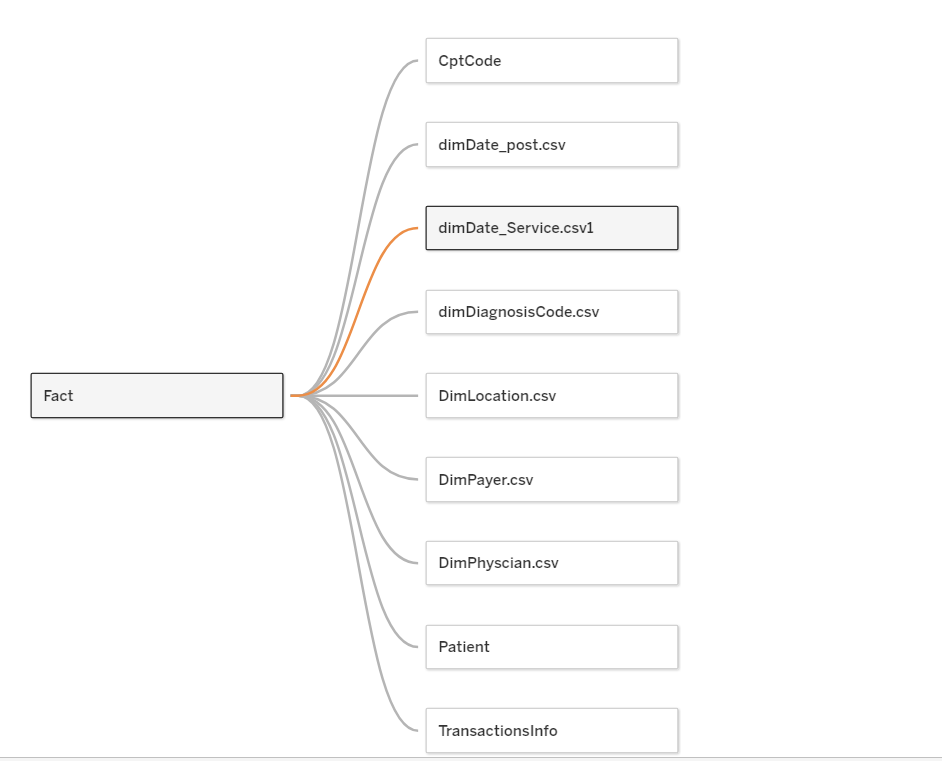 CptCode
dimDate_post.csv
dimDate_Service.csv1
dimDiagnosisCode.csv
Fact
DimLocation.csv
DimPayer.csv
DimPhyscian.csv
Patient
TransactionsInfo